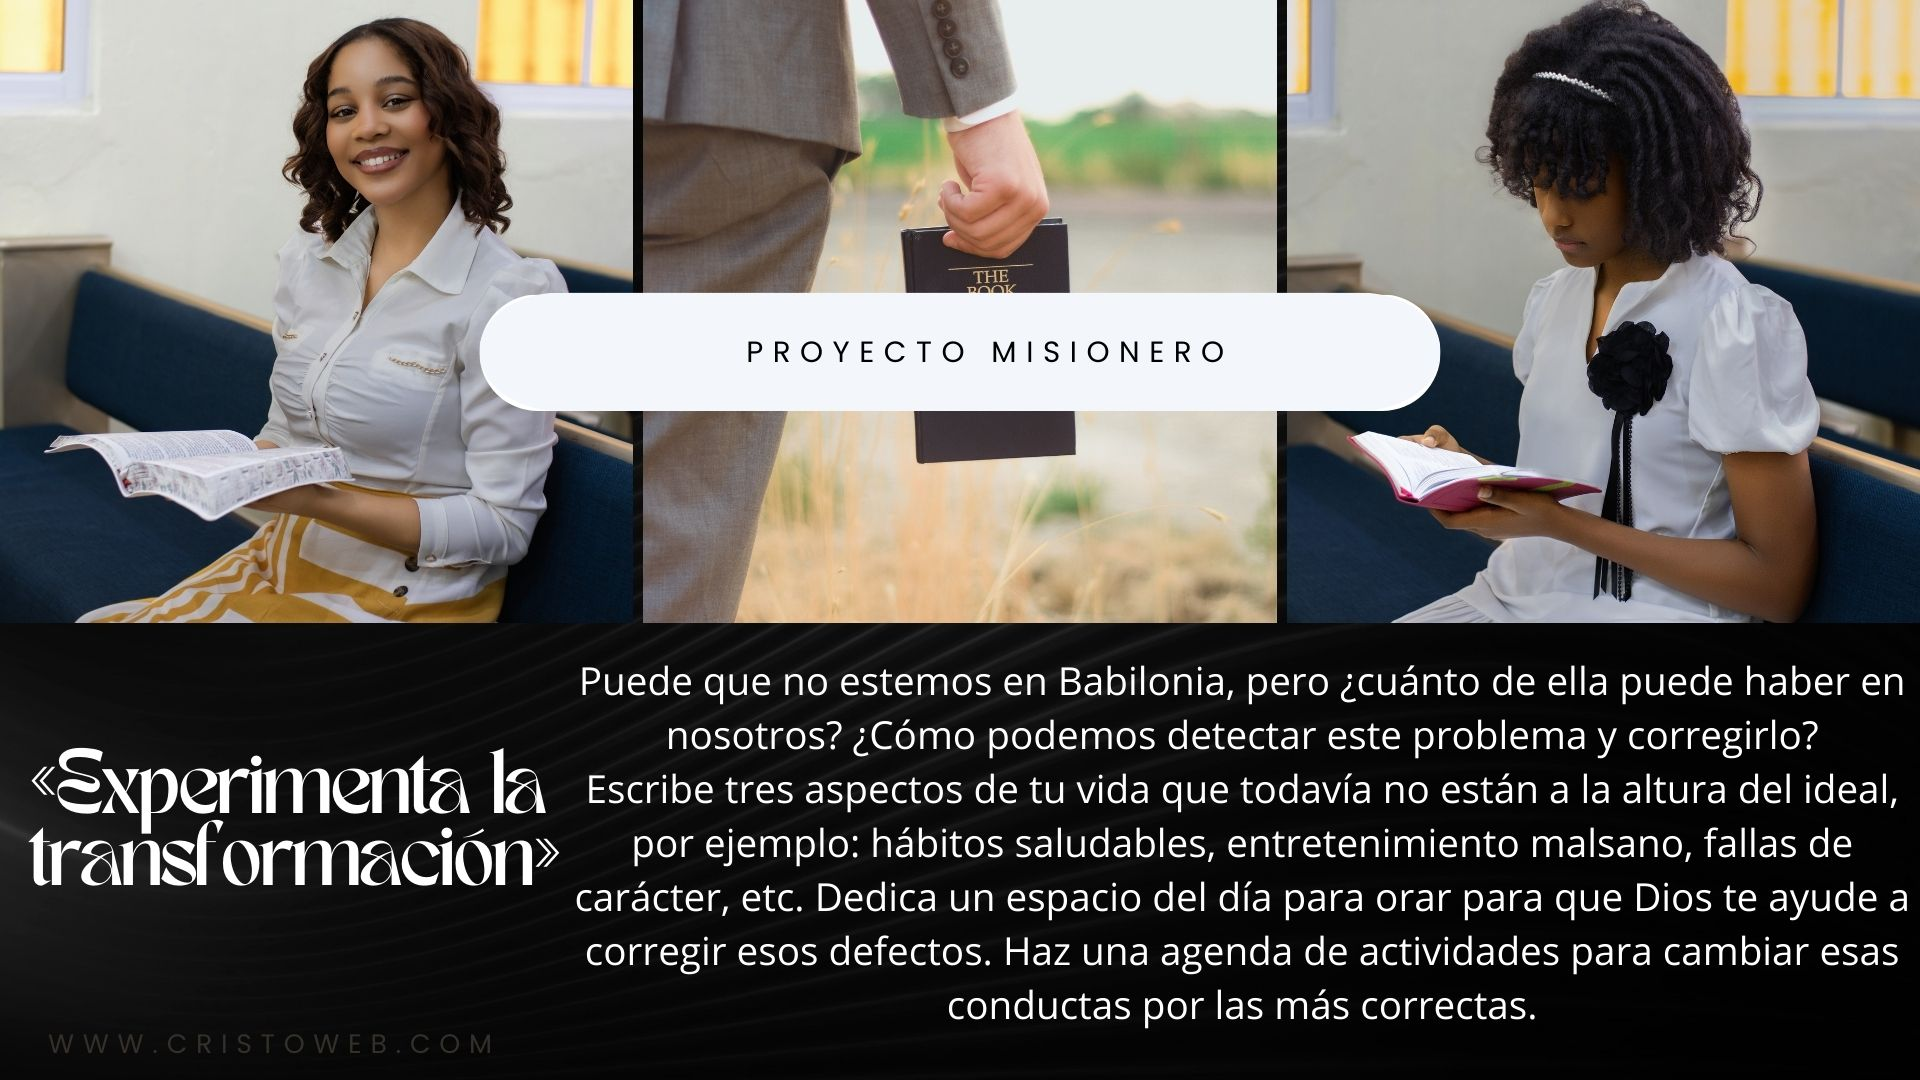 THE
BOOK
PROYECTO MISIONERO
«Experimenta la
transformación»
Puede que no estemos en Babilonia, pero ¿cuánto de ella puede haber en
nosotros? ¿Cómo podemos detectar este problema y corregirlo?
Escribe tres aspectos de tu vida que todavía no están a la altura del ideal,
por ejemplo: hábitos saludables, entretenimiento malsano, fallas de
carácter, etc. Dedica un espacio del día para orar para que Dios te ayude a
corregir esos defectos. Haz una agenda de actividades para cambiar esas
conductas por las más correctas.
WWW.CRISTOWEB.COM